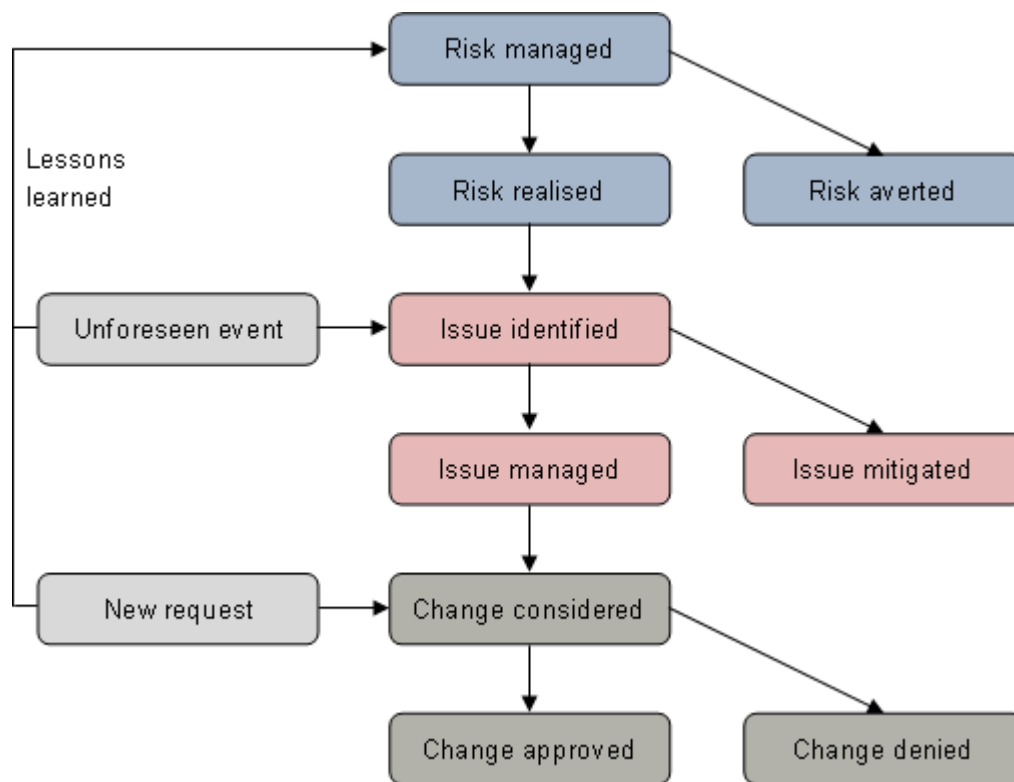 Risk managed
Lessons
learned
Risk realised
Risk averted
Unforeseen event
Issue identified
Issue managed
Issue mitigated
New request
Change considered
Change approved
Change denied